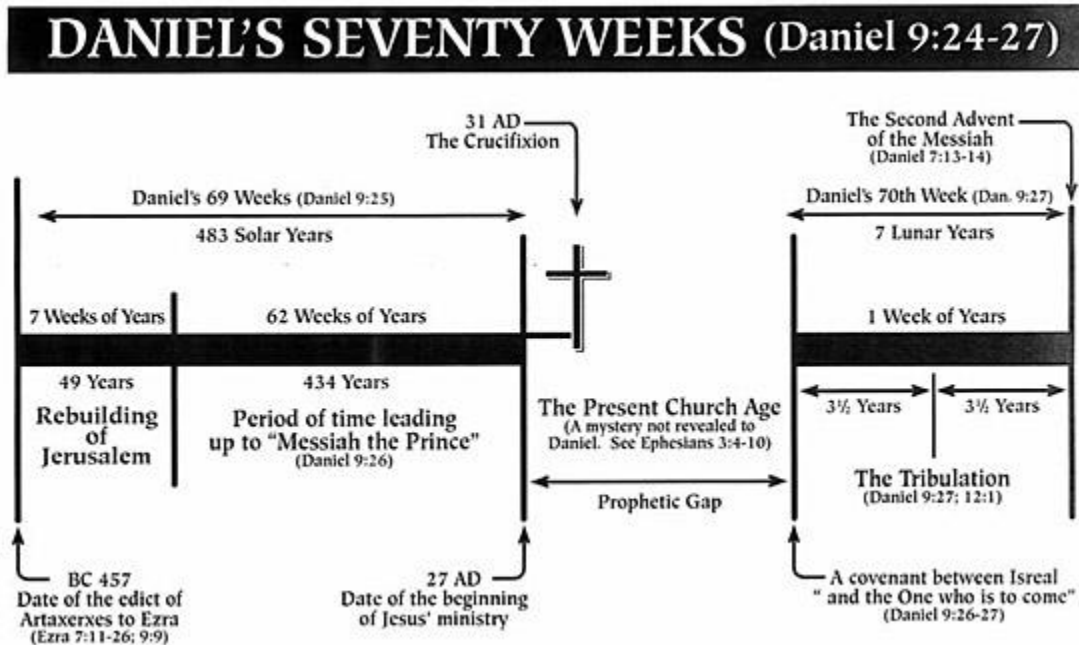 DANIEL'S SEVENTY WEEKS (Daniel 9:24-27)
31 AD
The Crucifixion
The Second Advent
of the Messiah
(Daniel 7:13-14)
Daniel's 69 Weeks (Daniel 9:25)
483 Solar Years
Daniel's 70th Week (Dan. 9:27)
7 Lunar Years
7 Weeks of Years
62 Weeks of Years
1 Week of Years
49 Years
Rebuilding
of
Jerusalem
434 Years
Period of time leading
up to "Messiah the Prince"
(Daniel 9:26)
The Present Church Age
(A mystery not revealed to
Daniel. See Ephesians 3:4-10)
Prophetic Gap
3½ Years
3½ Years
The Tribulation
(Daniel 9:27; 12:1)
BC 457
Date of the edict of
Artaxerxes to Ezra
(Ezra 7:11-26; 9:9)
27 AD
Date of the beginning
of Jesus' ministry
A covenant between Isreal
" and the One who is to come"
(Daniel 9:26-27)